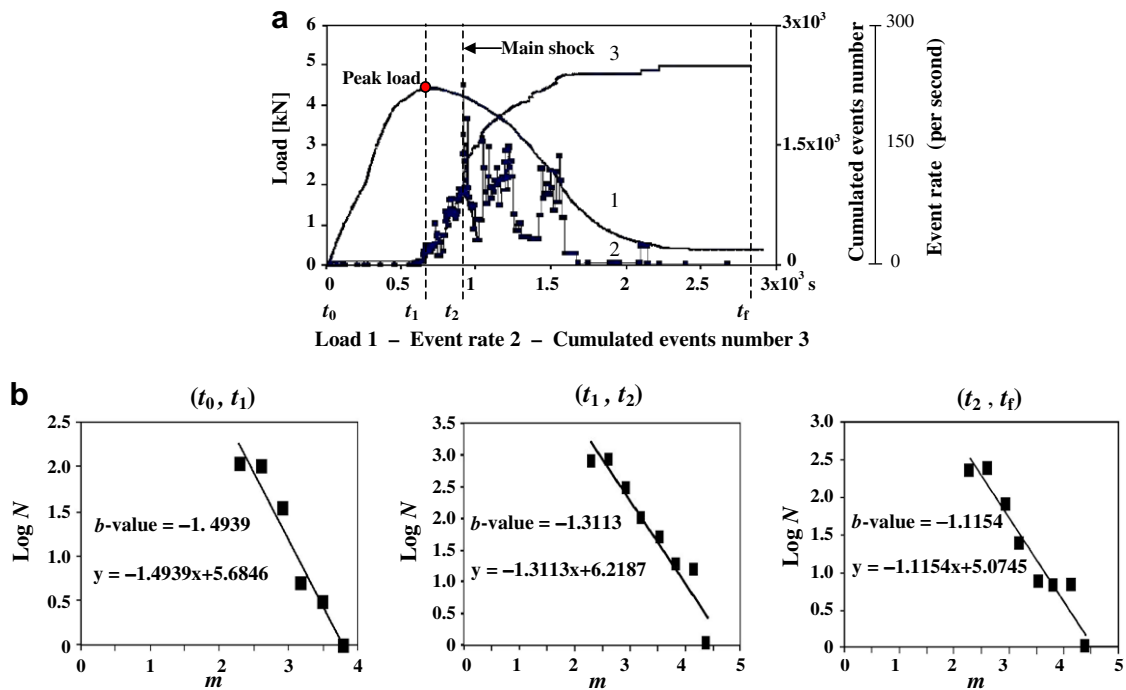 a
6
5
4
3
2
1
0
Load [kN]
Peak load
Main shock
3
1
2
3x10³
1.5x10³
0
300
150
0
Cumulated events number
Event rate (per second)
0 0.5 1 1.5 2 2.5 3x10³ s
t₀ t₁ t₂ t_f
Load 1 – Event rate 2 – Cumulated events number 3
b
(t₀ , t₁)
2.5
2.0
1.5
1.0
0.5
0
Log N
b-value = –1. 4939
y = –1.4939x+5.6846
0 1 2 3 4
m
(t₁ , t₂)
3.5
3.0
2.5
2.0
1.5
1.0
0.5
0
Log N
b-value = –1.3113
y = –1.3113x+6.2187
0 1 2 3 4 5
m
(t₂ , t_f)
3.0
2.5
2.0
1.5
1.0
0.5
0
Log N
b-value = –1.1154
y = –1.1154x+5.0745
0 1 2 3 4 5
m